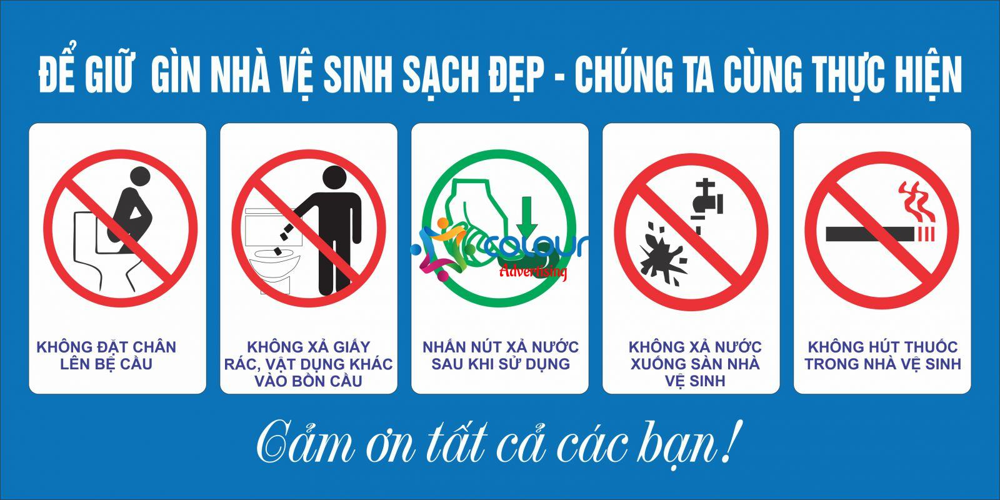 ĐỂ GIỮ GÌN NHÀ VỆ SINH SẠCH ĐẸP - CHÚNG TA CÙNG THỰC HIỆN
KHÔNG ĐẶT CHÂN
LÊN BỆ CẦU
KHÔNG XẢ GIẤY
RÁC, VẬT DỤNG KHÁC
VÀO BỒN CẦU
colour
Advertising
NHẤN NÚT XẢ NƯỚC
SAU KHI SỬ DỤNG
KHÔNG XẢ NƯỚC
XUỐNG SÀN NHÀ
VỆ SINH
KHÔNG HÚT THUỐC
TRONG NHÀ VỆ SINH
Cảm ơn tất cả các bạn!